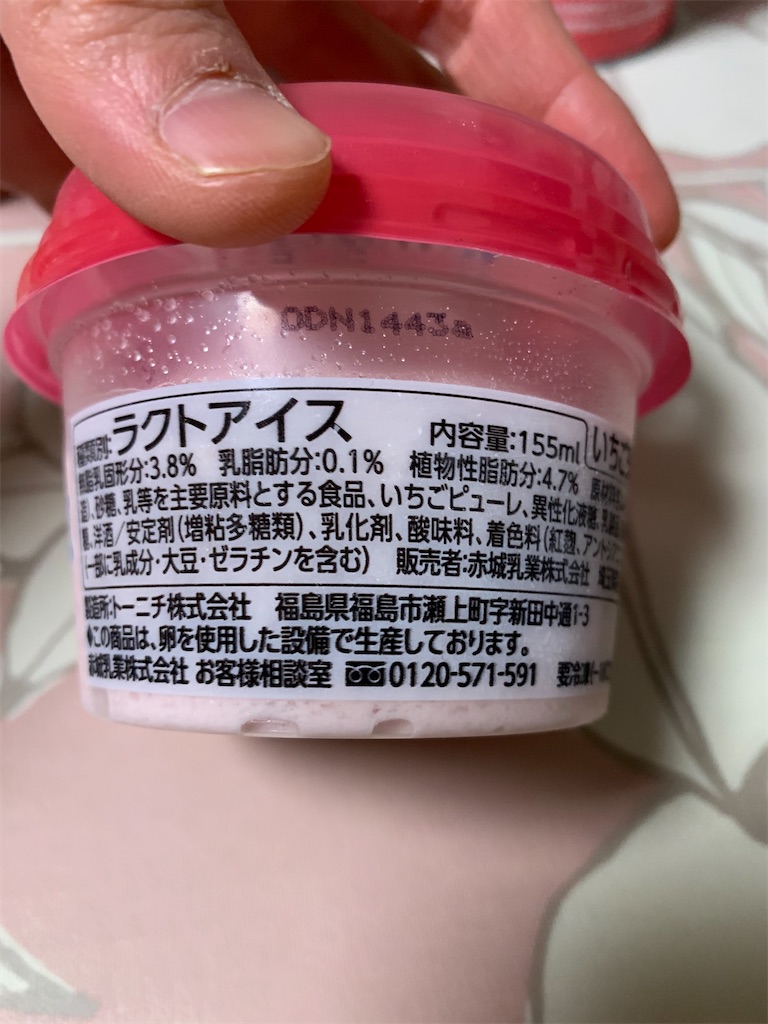 DDN1443a
種類別:ラクトアイス 内容量:155ml いちご
無脂乳固形分:3.8% 乳脂肪分:0.1% 植物性脂肪分:4.7%
砂糖、乳等を主要原料とする食品、いちごピューレ、異性化液糖、
洋酒/安定剤(増粘多糖類)、乳化剤、酸味料、着色料(紅麹、
(一部に乳成分・大豆・ゼラチンを含む) 販売者:赤城乳業株式会社
製造所:トーニチ株式会社 福島県福島市瀬上町字新田中通1-3
◆この商品は、卵を使用した設備で生産しております。
赤城乳業株式会社 お客様相談室 0120-571-591 要冷凍